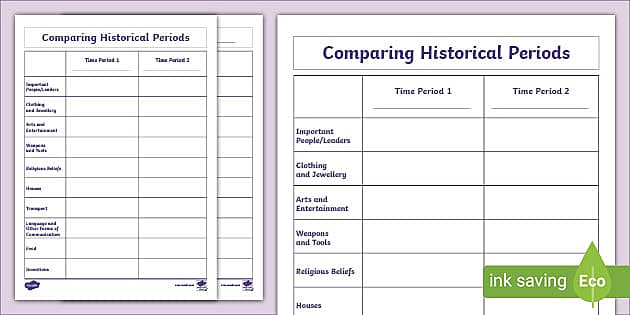 Comparing Historical Periods
Time Period 1 Time Period 2
Important
People/Leaders
Clothing
and Jewellery
Arts and
Entertainment
Weapons
and Tools
Religious Beliefs
Houses
Transport
Language and
Other Forms of
Communication
Food
Inventions
Comparing Historical Periods
Time Period 1 Time Period 2
Important
People/Leaders
Clothing
and Jewellery
Arts and
Entertainment
Weapons
and Tools
Religious Beliefs
Houses
ink saving Eco